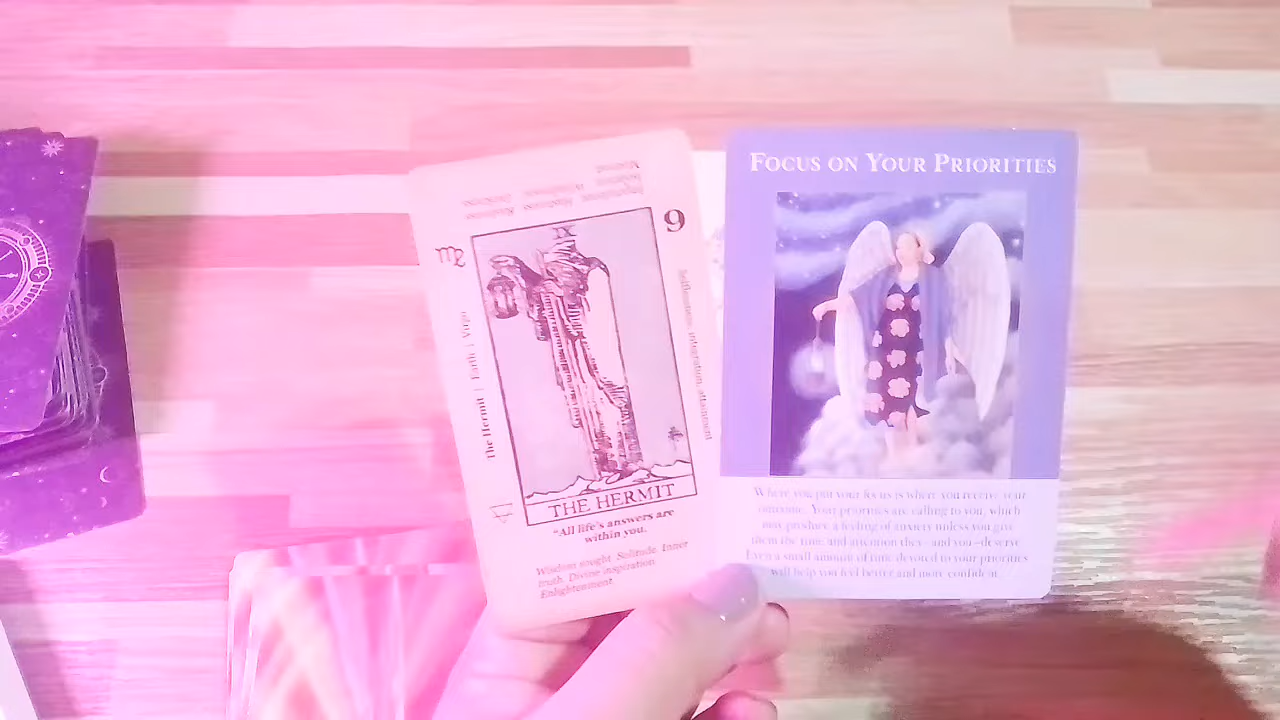 9
The Hermit | Earth | Virgo
IX
THE HERMIT
"All life's answers are
within you.
Wisdom sought. Solitude. Inner
truth. Divine inspiration.
Enlightenment.
FOCUS ON YOUR PRIORITIES
Where you put your focus is where you receive your
outcome. Your priorities are calling to you, which
may produce a feeling of anxiety unless you give
them the time and attention they–and you–deserve.
Even a small amount of time devoted to your priorities
will help you feel better and more confident.